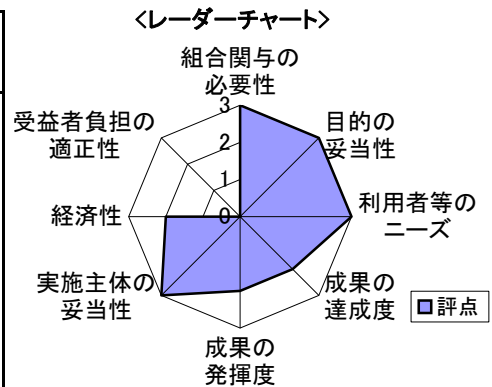 <レーダーチャート>
組合関与の
必要性
目的の
妥当性
利用者等の
ニーズ
成果の
達成度
成果の
発揮度
実施主体の
妥当性
経済性
受益者負担の
適正性
3
2
1
0
評点